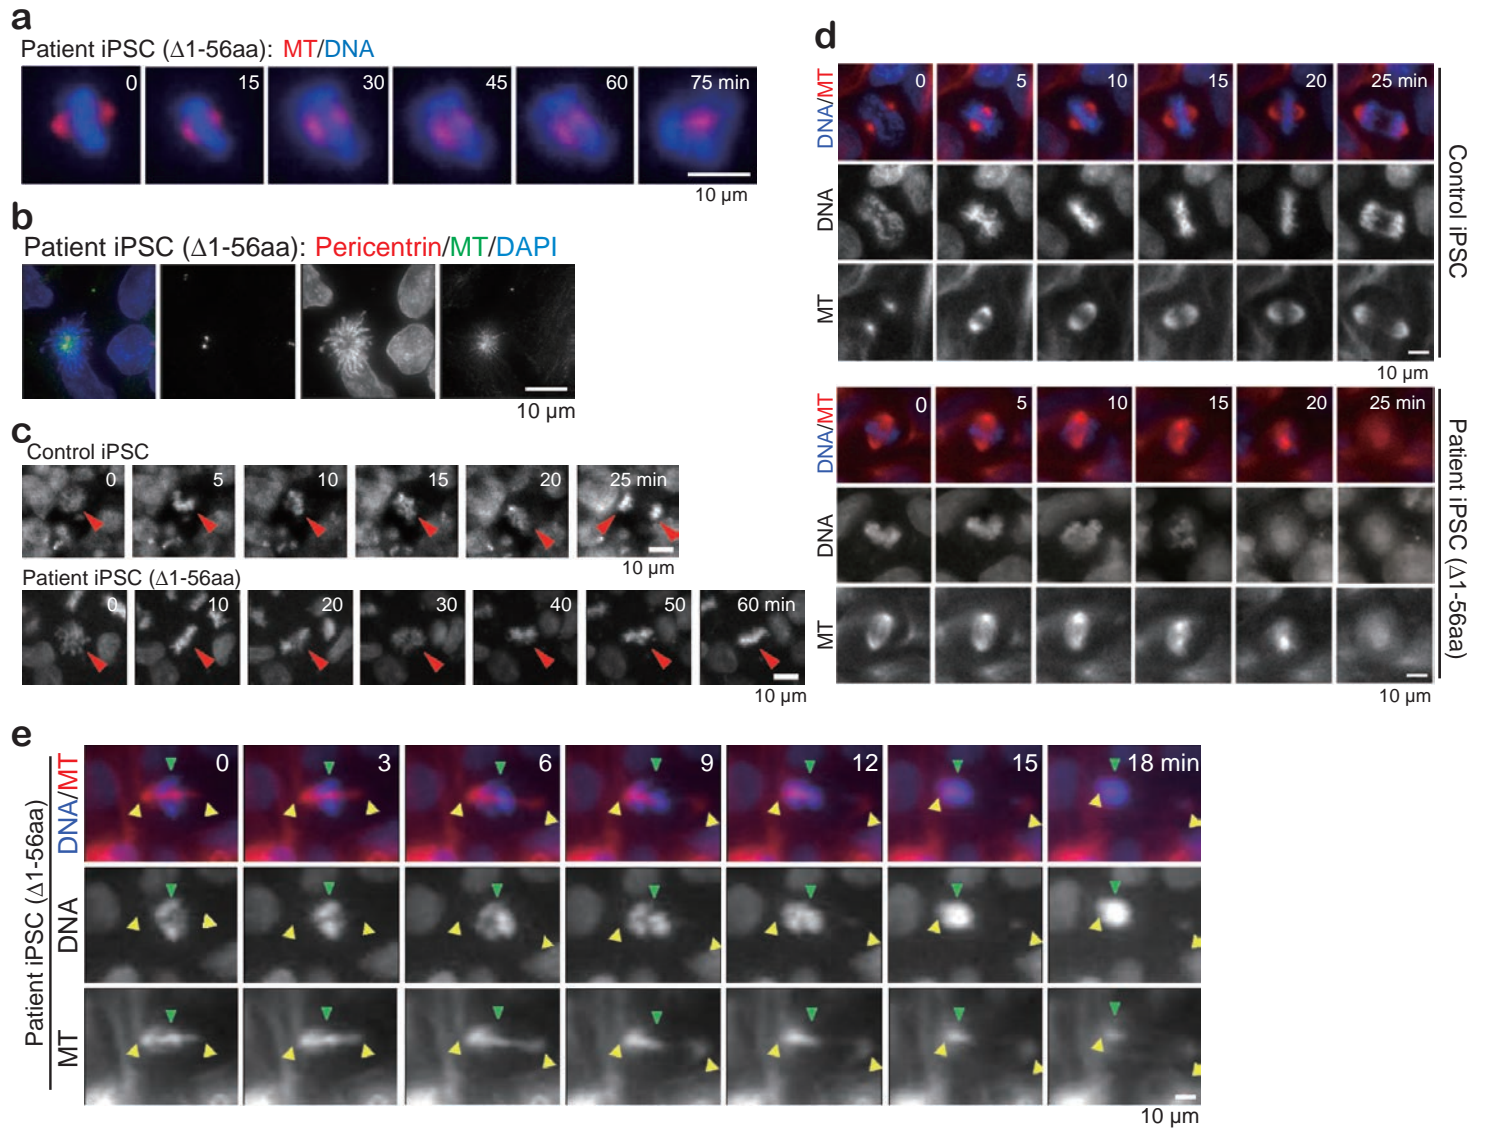 a
Patient iPSC (Δ1-56aa): MT/DNA
0 15 30 45 60 75 min
10 µm
b
Patient iPSC (Δ1-56aa): Pericentrin/MT/DAPI
10 µm
c
Control iPSC
0 5 10 15 20 25 min
10 µm
Patient iPSC (Δ1-56aa)
0 10 20 30 40 50 60 min
10 µm
d
DNA/MT
0 5 10 15 20 25 min
DNA
MT
10 µm
Control iPSC
DNA/MT
0 5 10 15 20 25 min
DNA
MT
10 µm
Patient iPSC (Δ1-56aa)
e
Patient iPSC (Δ1-56aa)
DNA/MT
0 3 6 9 12 15 18 min
DNA
MT
10 µm